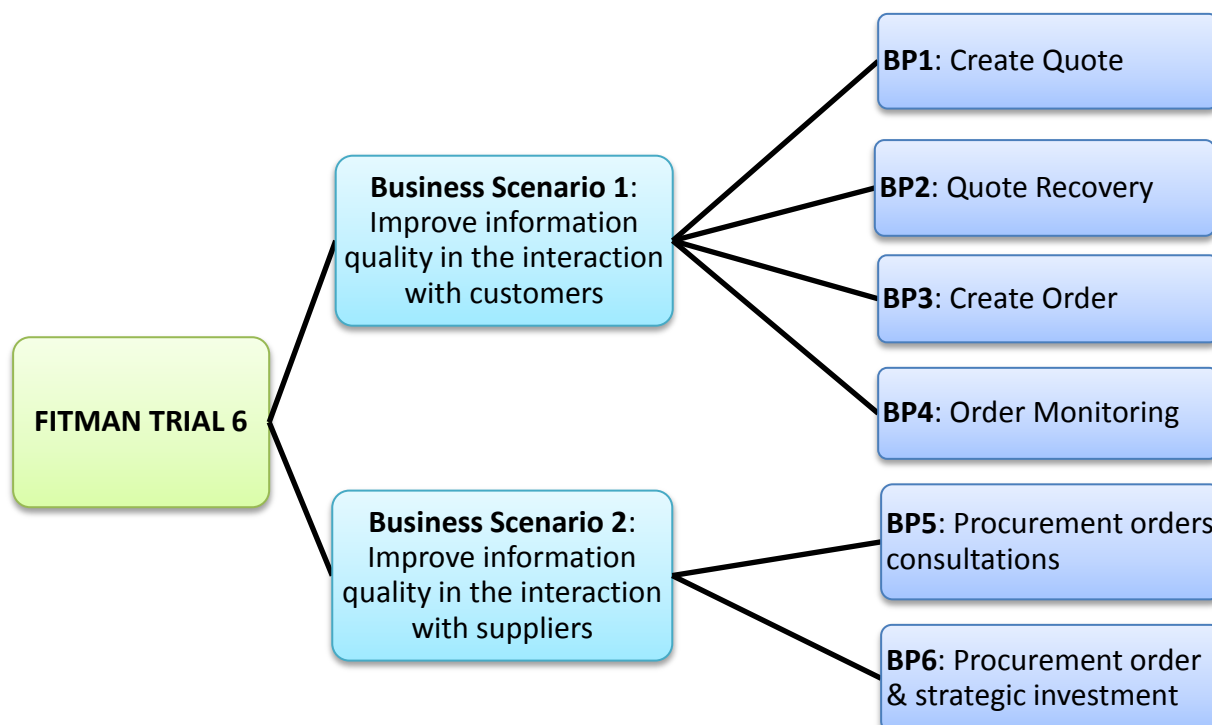 FITMAN TRIAL 6
Business Scenario 1:
Improve information
quality in the interaction
with customers
BP1: Create Quote
BP2: Quote Recovery
BP3: Create Order
BP4: Order Monitoring
Business Scenario 2:
Improve information
quality in the interaction
with suppliers
BP5: Procurement orders
consultations
BP6: Procurement order
& strategic investment